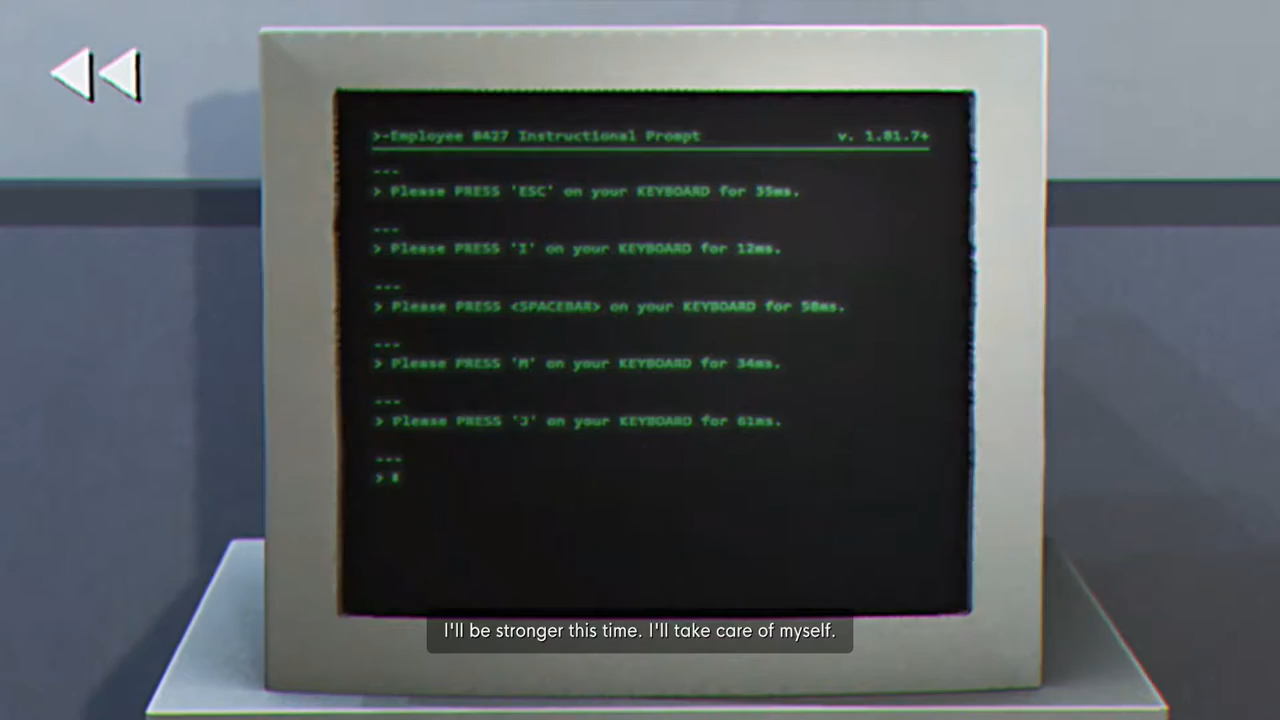 >-Employee #427 Instructional Prompt v. 1.81.7+
---
> Please PRESS 'ESC' on your KEYBOARD for 35ms.
---
> Please PRESS 'I' on your KEYBOARD for 12ms.
---
> Please PRESS <SPACEBAR> on your KEYBOARD for 58ms.
---
> Please PRESS 'M' on your KEYBOARD for 34ms.
---
> Please PRESS 'J' on your KEYBOARD for 61ms.
---
>
I'll be stronger this time. I'll take care of myself.